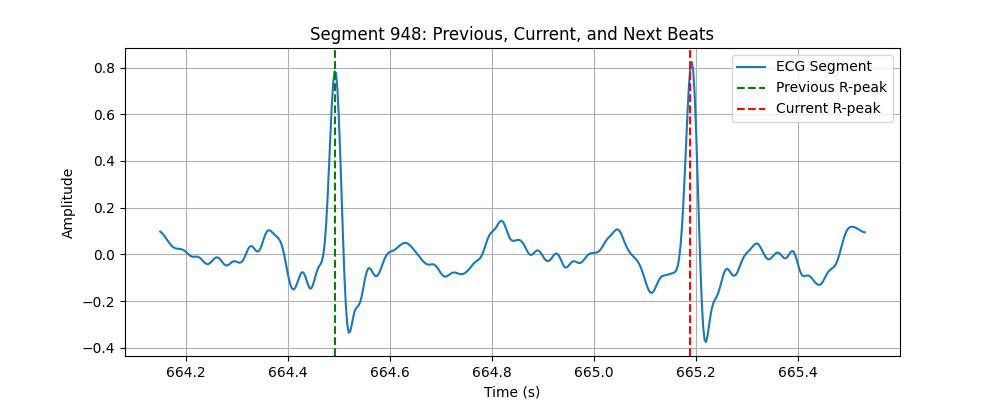 Segment 948: Previous, Current, and Next Beats
ECG Segment
Previous R-peak
Current R-peak
Amplitude
0.8
0.6
0.4
0.2
0.0
−0.2
−0.4
664.2 664.4 664.6 664.8 665.0 665.2 665.4
Time (s)